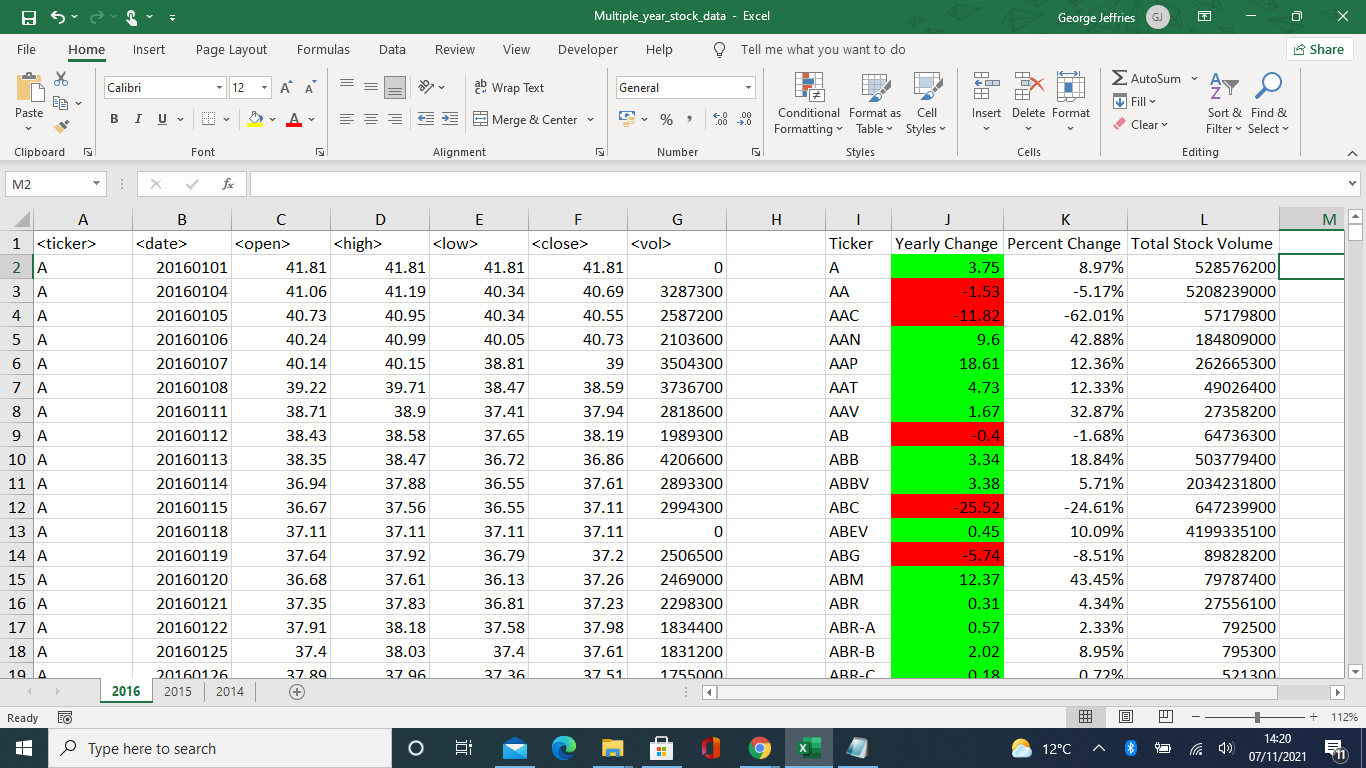 Multiple_year_stock_data - Excel
George Jeffries GJ
File Home Insert Page Layout Formulas Data Review View Developer Help Tell me what you want to do Share
Paste
Clipboard
Calibri 12
B I U
Font
Wrap Text
Merge & Center
Alignment
General
% ,
Number
Conditional Formatting
Format as Table
Cell Styles
Styles
Insert Delete Format
Cells
AutoSum
Fill
Clear
Sort & Filter
Find & Select
Editing
M2 fx
A B C D E F G H I J K L M
1 <ticker> <date> <open> <high> <low> <close> <vol> Ticker Yearly Change Percent Change Total Stock Volume
2 A 20160101 41.81 41.81 41.81 41.81 0 A 3.75 8.97% 528576200
3 A 20160104 41.06 41.19 40.34 40.69 3287300 AA -1.53 -5.17% 5208239000
4 A 20160105 40.73 40.95 40.34 40.55 2587200 AAC -11.82 -62.01% 57179800
5 A 20160106 40.24 40.99 40.05 40.73 2103600 AAN 9.6 42.88% 184809000
6 A 20160107 40.14 40.15 38.81 39 3504300 AAP 18.61 12.36% 262665300
7 A 20160108 39.22 39.71 38.47 38.59 3736700 AAT 4.73 12.33% 49026400
8 A 20160111 38.71 38.9 37.41 37.94 2818600 AAV 1.67 32.87% 27358200
9 A 20160112 38.43 38.58 37.65 38.19 1989300 AB -0.4 -1.68% 64736300
10 A 20160113 38.35 38.47 36.72 36.86 4206600 ABB 3.34 18.84% 503779400
11 A 20160114 36.94 37.88 36.55 37.61 2893300 ABBV 3.38 5.71% 2034231800
12 A 20160115 36.67 37.56 36.55 37.11 2994300 ABC -25.52 -24.61% 647239900
13 A 20160118 37.11 37.11 37.11 37.11 0 ABEV 0.45 10.09% 4199335100
14 A 20160119 37.64 37.92 36.79 37.2 2506500 ABG -5.74 -8.51% 89828200
15 A 20160120 36.68 37.61 36.13 37.26 2469000 ABM 12.37 43.45% 79787400
16 A 20160121 37.35 37.83 36.81 37.23 2298300 ABR 0.31 4.34% 27556100
17 A 20160122 37.91 38.18 37.58 37.98 1834400 ABR-A 0.57 2.33% 792500
18 A 20160125 37.4 38.03 37.4 37.61 1831200 ABR-B 2.02 8.95% 795300
19 A 20160126 37.89 37.96 37.36 37.51 1755000 ABR-C 0.18 0.72% 521300
2016 2015 2014
Ready 112%
Type here to search
12°C
14:20
07/11/2021
11